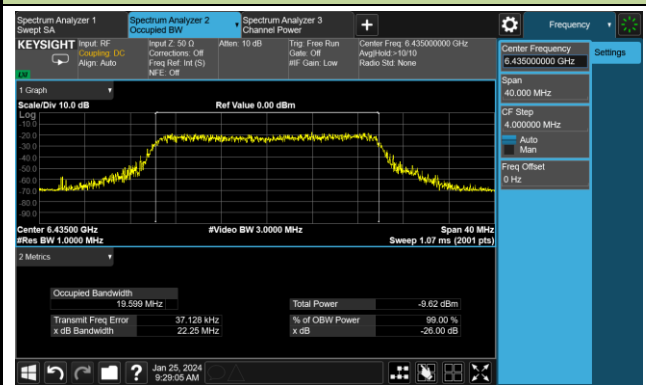 Spectrum Analyzer 1
Swept SA
Spectrum Analyzer 2
Occupied BW
Spectrum Analyzer 3
Channel Power
+
Frequency
KEYSIGHT
Input: RF
Coupling: DC
Align: Auto
Input Z: 50 Ω
Corrections: Off
Freq Ref: Int (S)
NFE: Off
Atten: 10 dB
Trig: Free Run
Gate: Off
#IF Gain: Low
Center Freq: 6.435000000 GHz
Avg|Hold:>10/10
Radio Std: None
Center Frequency
6.435000000 GHz
Settings
Span
40.000 MHz
CF Step
4.000000 MHz
Auto
Man
Freq Offset
0 Hz
1 Graph
Scale/Div 10.0 dB
Ref Value 0.00 dBm
Log
-10.0
-20.0
-30.0
-40.0
-50.0
-60.0
-70.0
-80.0
-90.0
Center 6.43500 GHz
#Video BW 3.0000 MHz
Span 40 MHz
#Res BW 1.0000 MHz
Sweep 1.07 ms (2001 pts)
2 Metrics
Occupied Bandwidth
19.599 MHz
Total Power
-9.62 dBm
Transmit Freq Error
37.128 kHz
% of OBW Power
99.00 %
x dB Bandwidth
22.25 MHz
x dB
-26.00 dB
?
Jan 25, 2024
9:29:05 AM